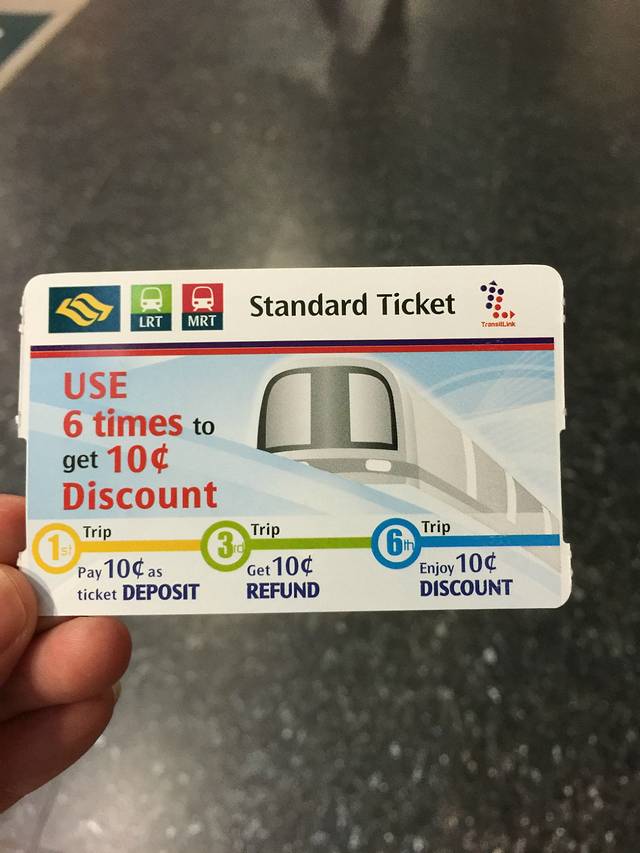 LRT
MRT
Standard Ticket
TransitLink
USE
6 times to
get 10¢
Discount
1st Trip
Pay 10¢ as
ticket DEPOSIT
3rd Trip
Get 10¢
REFUND
6th Trip
Enjoy 10¢
DISCOUNT